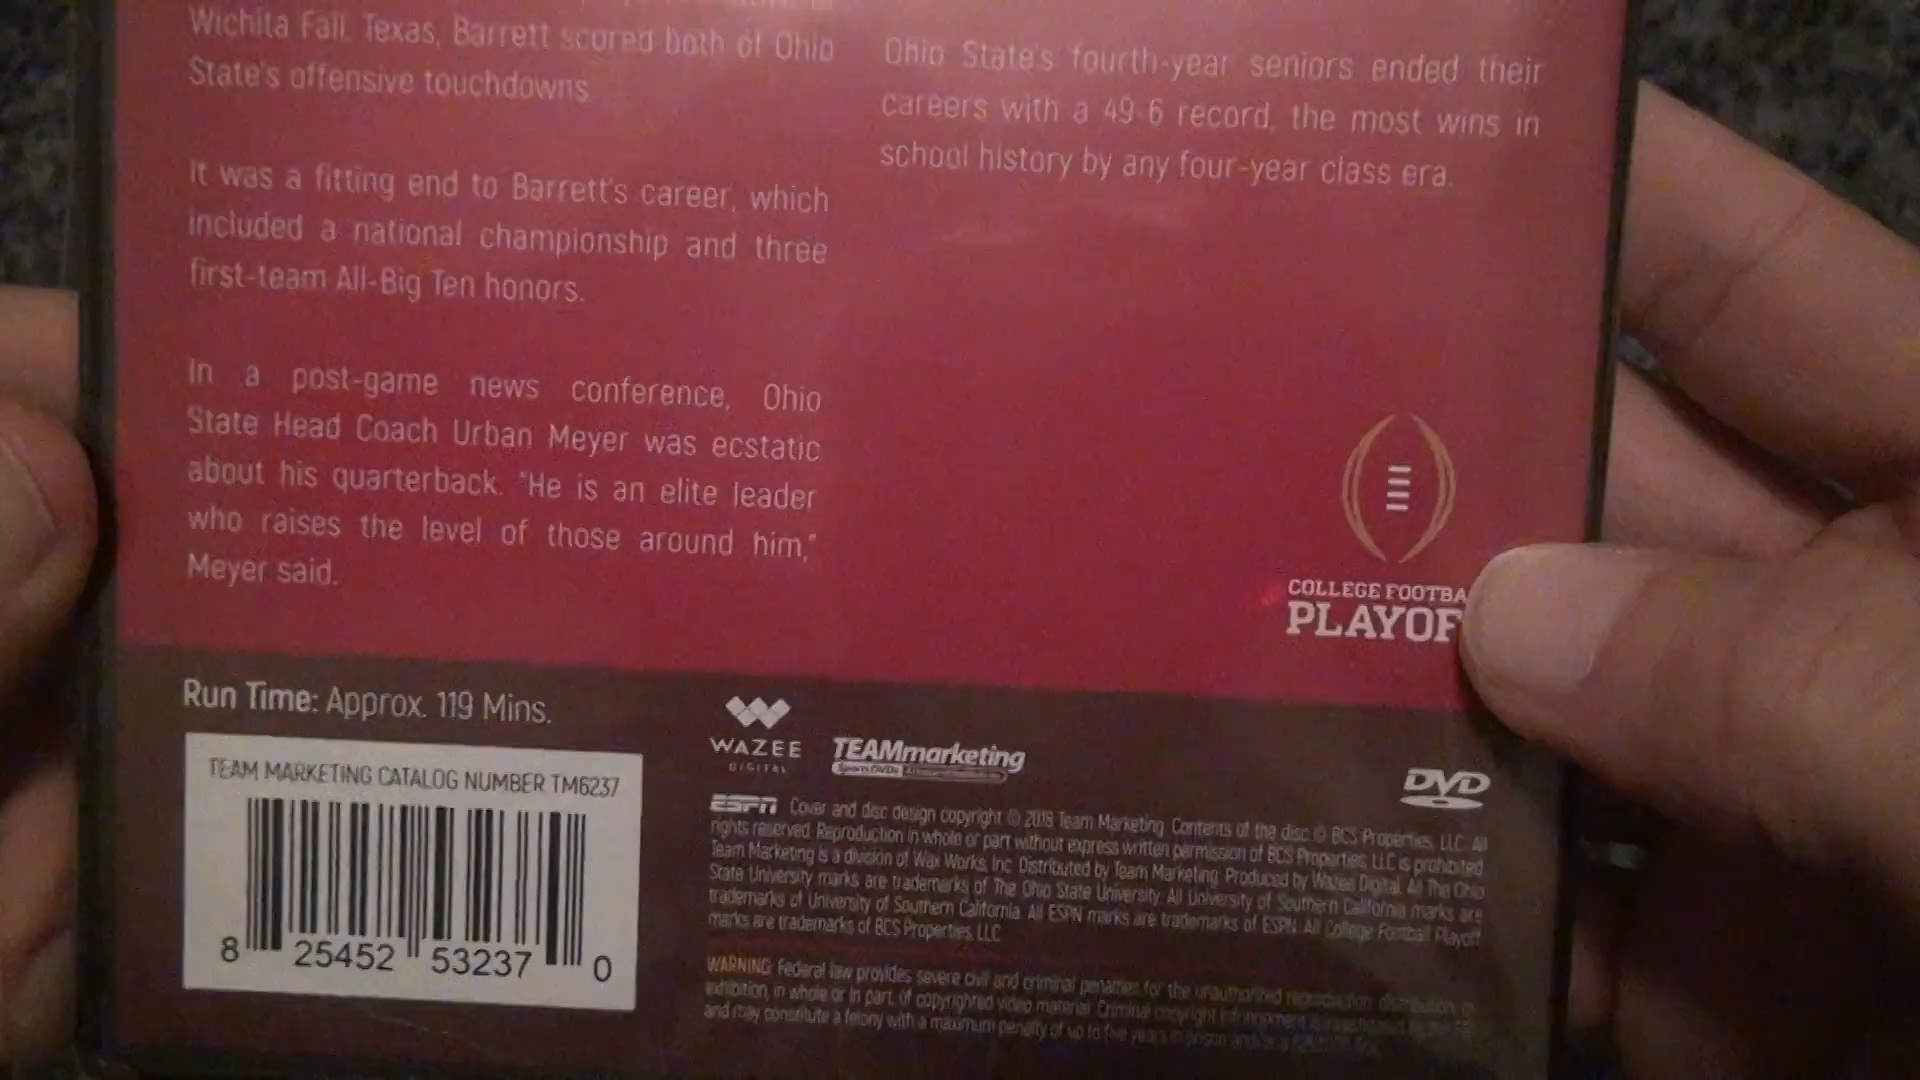 Wichita Fall, Texas, Barrett scored both of Ohio
State's offensive touchdowns.
It was a fitting end to Barrett's career, which
included a national championship and three
first-team All-Big Ten honors.
In a post-game news conference, Ohio
State Head Coach Urban Meyer was ecstatic
about his quarterback. "He is an elite leader
who raises the level of those around him,"
Meyer said.
Ohio State's fourth-year seniors ended their
careers with a 49-6 record, the most wins in
school history by any four-year class era.
COLLEGE FOOTBA
PLAYOF
Run Time: Approx. 119 Mins.
TEAM MARKETING CATALOG NUMBER TM6237
8 25452 53237 0
WAZEE
DIGITAL
TEAMmarketing
Sports DVDs
DVD
ESPN Cover and disc design copyright © 2018 Team Marketing. Contents of the disc © BCS Properties, LLC. All
rights reserved. Reproduction in whole or part without express written permission of BCS Properties, LLC is prohibited.
Team Marketing is a division of Wax Works, Inc. Distributed by Team Marketing. Produced by Wazee Digital. All The Ohio
State University marks are trademarks of The Ohio State University. All University of Southern California marks are
trademarks of University of Southern California. All ESPN marks are trademarks of ESPN. All College Football Playoff
marks are trademarks of BCS Properties, LLC.
WARNING: Federal law provides severe civil and criminal penalties for the unauthorized reproduction, distribution, or
exhibition, in whole or in part, of copyrighted video material. Criminal copyright infringement is investigated by the FBI
and may constitute a felony with a maximum penalty of up to five years in prison and/or a